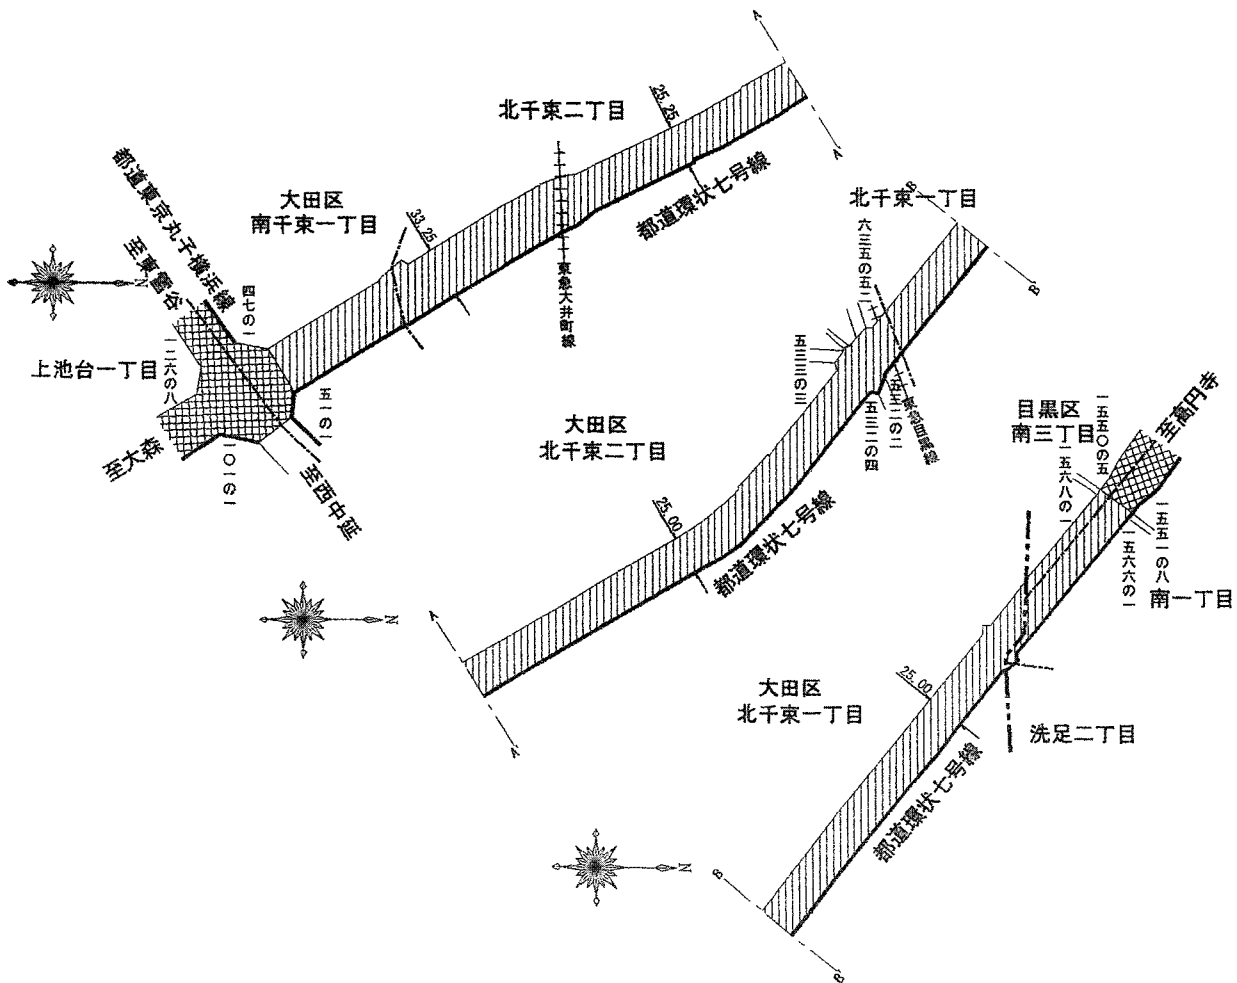 A
25.25
北千束二丁目
A
都道環状七号線
大田区
南千束一丁目
33.25
東急大井町線
都道東京丸子横浜線
至東雪谷
四七の一
N
上池台一丁目
一二六の八
五一の一
至大森
一〇一の一
至西中延
北千束一丁目
B
六三五の五二
B
五三三の三
五三二の二
五三二の四
東急目蒲線
大田区
北千束二丁目
25.00
都道環状七号線
N
A
A
目黒区
南三丁目
一五五〇の五
至高円寺
一五六八の一
一五五一の八
一五六六の一
南一丁目
大田区
北千束一丁目
25.00
洗足二丁目
都道環状七号線
N
B
B